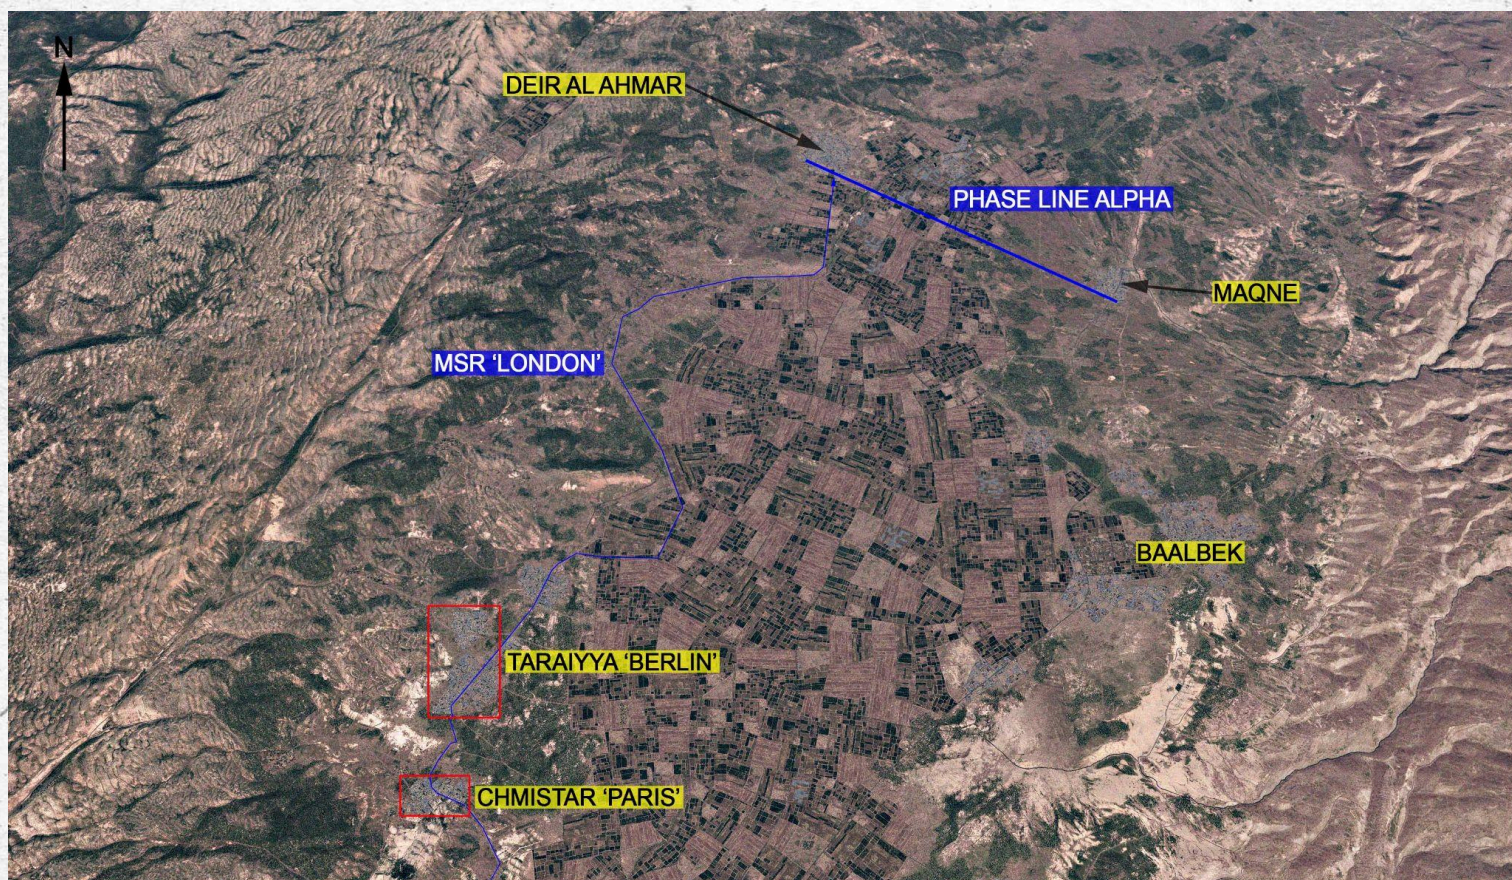 N
DEIR AL AHMAR
PHASE LINE ALPHA
MAQNE
MSR ‘LONDON’
BAALBEK
TARAIYYA ‘BERLIN’
CHMISTAR ‘PARIS’